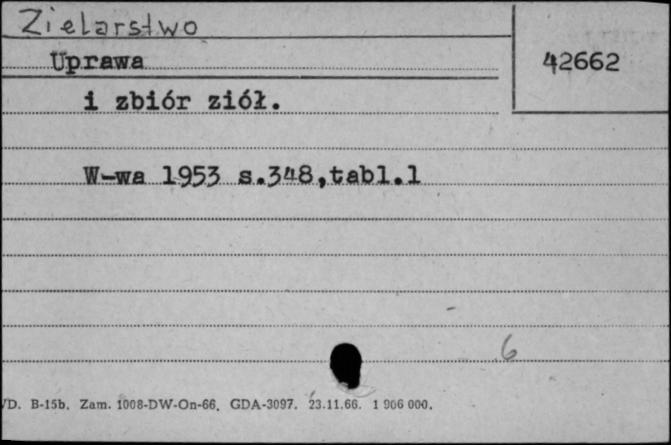 Zielarstwo
Uprawa
42662
i zbiór ziół.
W-wa 1953 s.348,tabl.1
6
VD. B-15b. Zam. 1008-DW-On-66. GDA-3097. 23.11.66. 1 906 000.